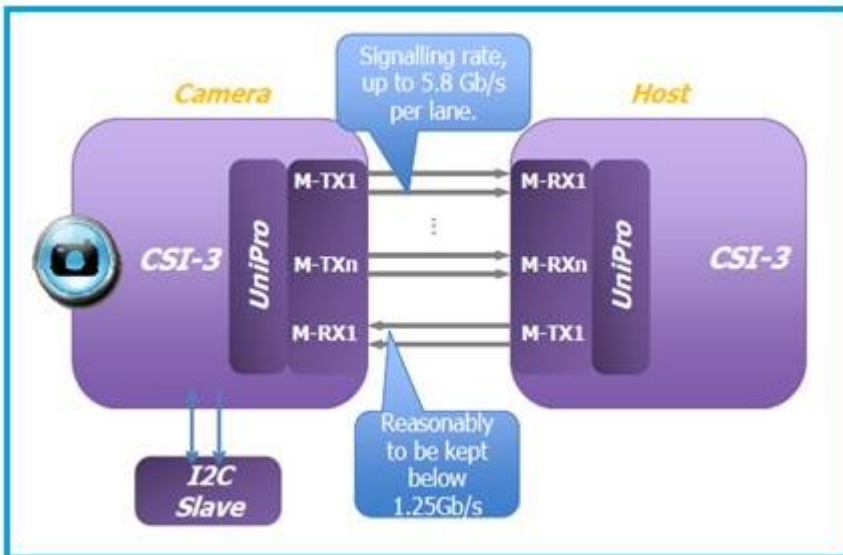 Signalling rate,
up to 5.8 Gb/s
per lane.
Camera
Host
M-TX1
M-RX1
CSI-3
UniPro
M-TXn
M-RXn
UniPro
CSI-3
M-RX1
M-TX1
Reasonably
to be kept
below
1.25Gb/s
I2C
Slave